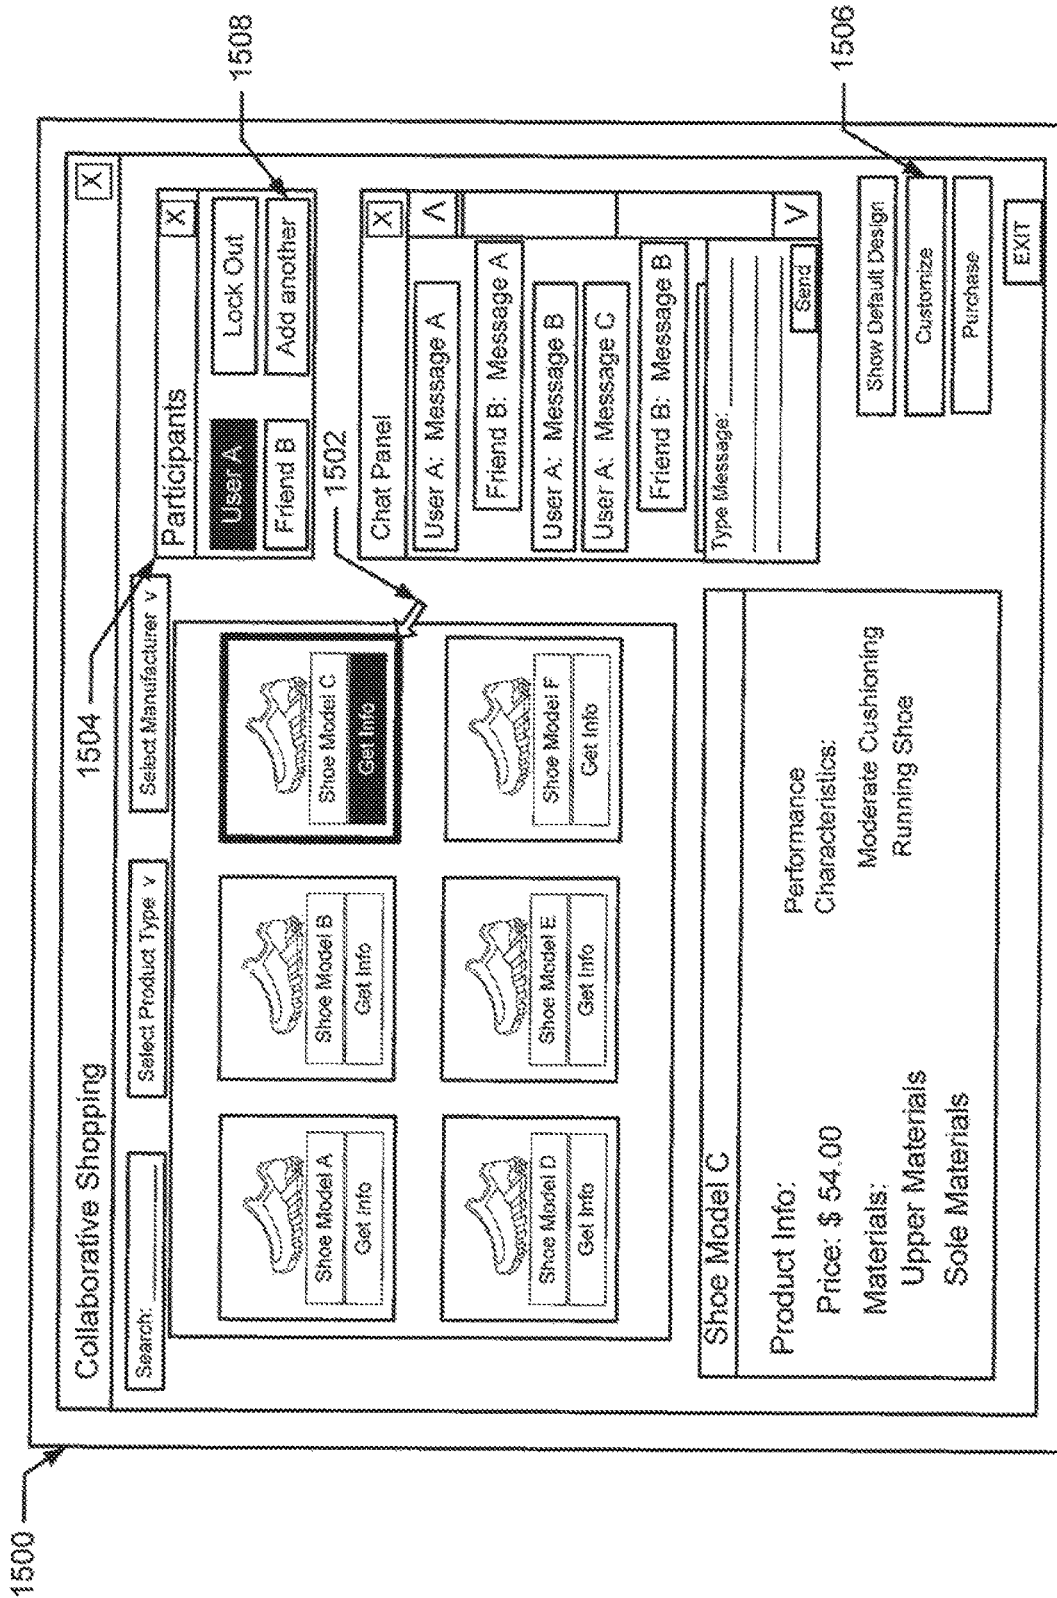 1500
Collaborative Shopping
X
1504
1508
Search:
Select Product Type v
Select Manufacturer v
Participants
X
User A
Lock Out
Friend B
Add another
1502
Shoe Model A
Get Info
Shoe Model B
Get Info
Shoe Model C
Get Info
Shoe Model D
Get Info
Shoe Model E
Get Info
Shoe Model F
Get Info
Chat Panel
X
User A: Message A
Friend B: Message A
User A: Message B
User A: Message C
Friend B: Message B
Type Message:
Send
Shoe Model C
Product Info:
Price: $ 54.00
Materials:
Upper Materials
Sole Materials
Performance
Characteristics:
Moderate Cushioning
Running Shoe
Show Default Design
Customize
Purchase
1506
EXIT